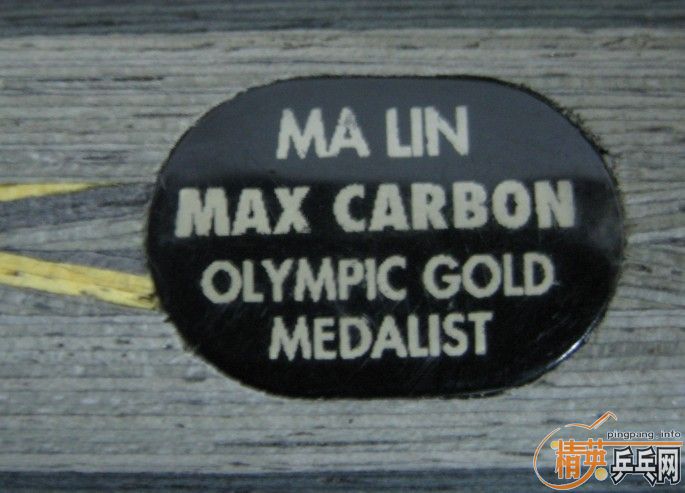 MA LIN
MAX CARBON
OLYMPIC GOLD
MEDALIST
pingpang.info
精英乒乓网